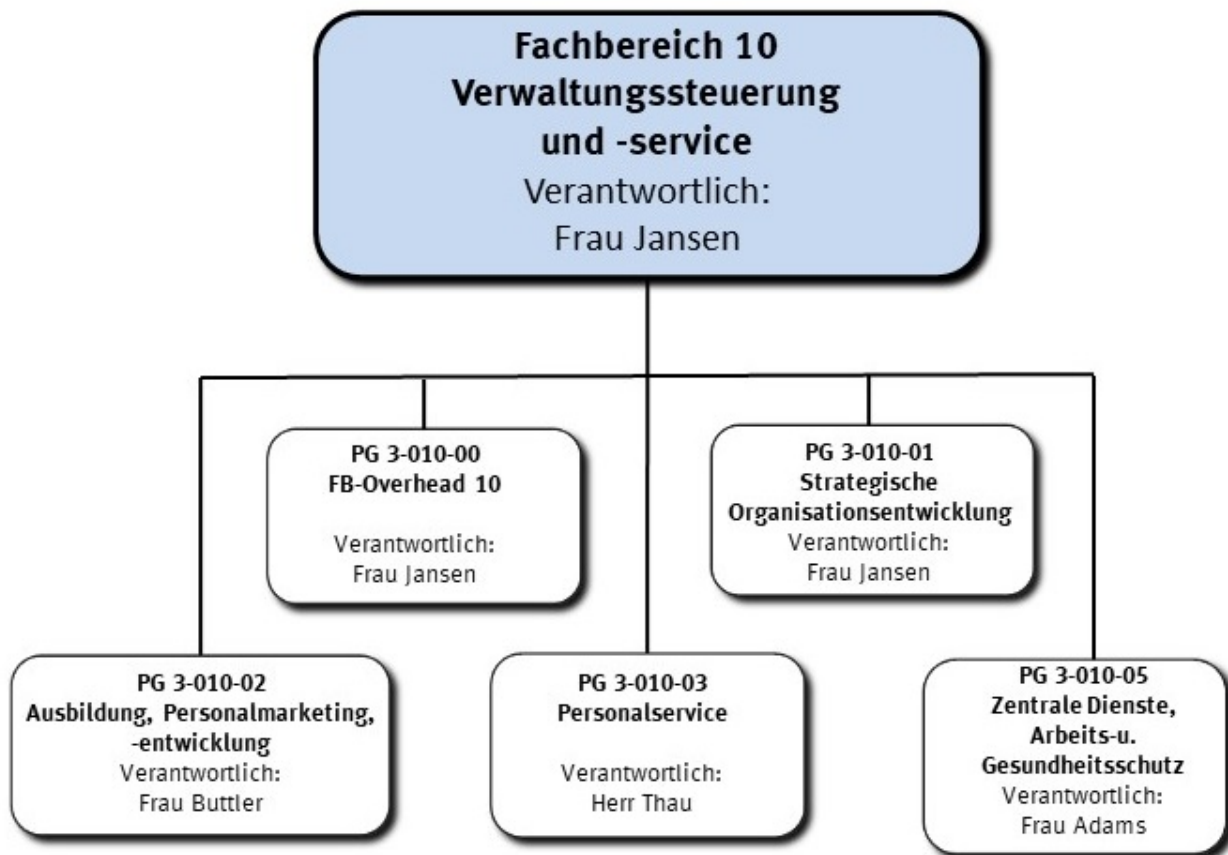 Fachbereich 10
Verwaltungssteuerung
und -service
Verantwortlich:
Frau Jansen
PG 3-010-00
FB-Overhead 10
Verantwortlich:
Frau Jansen
PG 3-010-01
Strategische
Organisationsentwicklung
Verantwortlich:
Frau Jansen
PG 3-010-02
Ausbildung, Personalmarketing,
-entwicklung
Verantwortlich:
Frau Buttler
PG 3-010-03
Personalservice
Verantwortlich:
Herr Thau
PG 3-010-05
Zentrale Dienste,
Arbeits-u.
Gesundheitsschutz
Verantwortlich:
Frau Adams